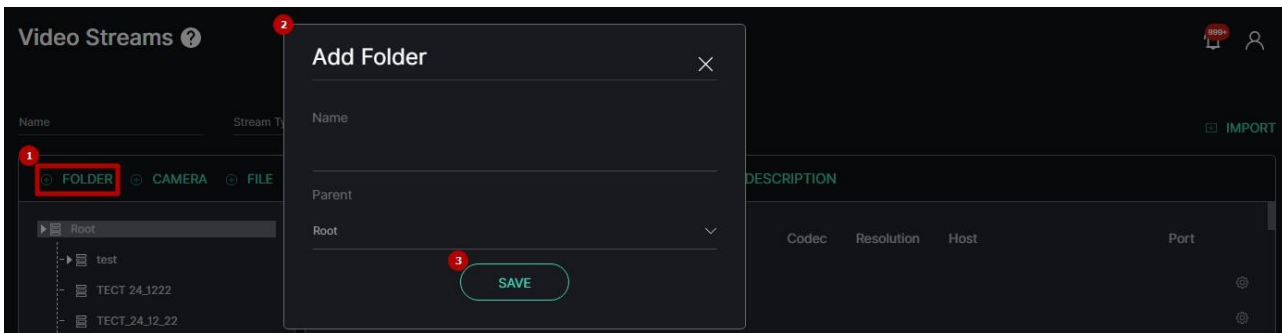 Video Streams ?
2
Add Folder
999+
Name
Stream Ty
Name
IMPORT
1
FOLDER
CAMERA
FILE
DESCRIPTION
Parent
Root
Root
Codec
Resolution
Host
Port
test
3
SAVE
TECT 24_1222
TECT_24_12_22